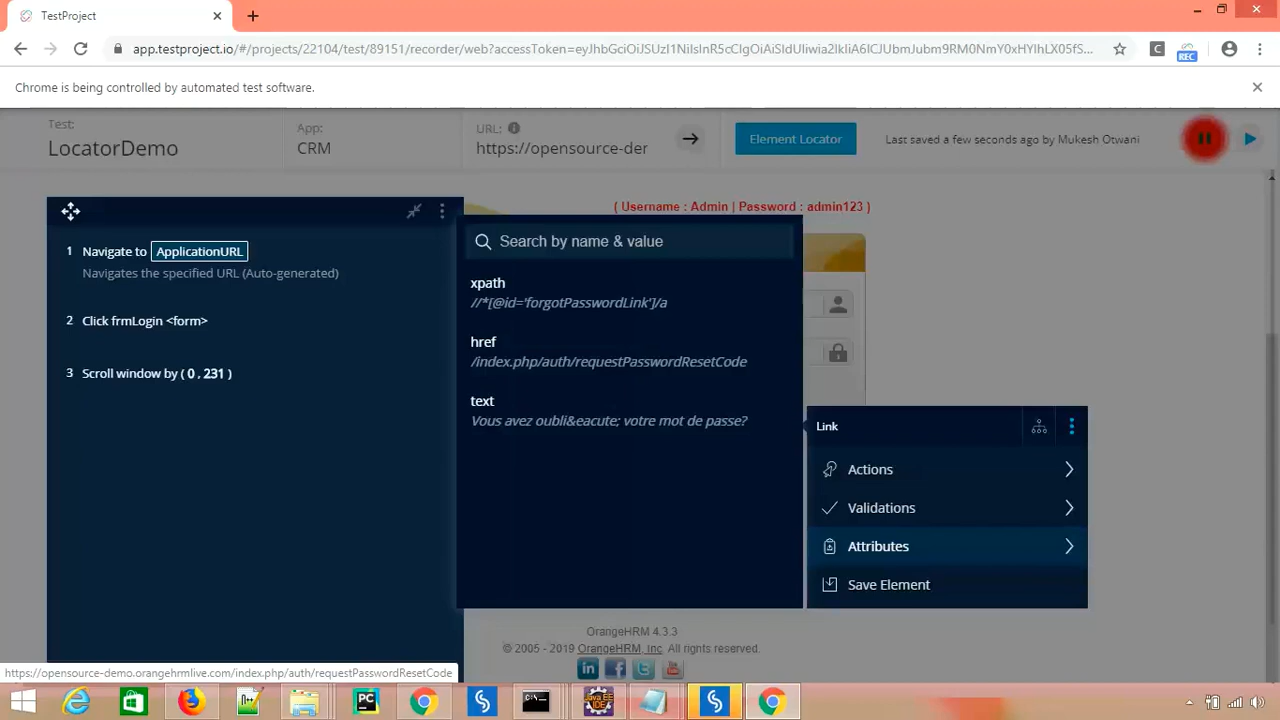 TestProject
app.testproject.io/#/projects/22104/test/89151/recorder/web?accessToken=eyJhbGciOiJSUzI1NiIsInR5cCIgOiAiSldUIiwia2lkIiA6ICJUbmJubm9RM0NmY0xHYlhLX05fS...
C
REC
Chrome is being controlled by automated test software.
Test:
LocatorDemo
App:
CRM
URL:
https://opensource-der
Element Locator
Last saved a few seconds ago by Mukesh Otwani
( Username : Admin | Password : admin123 )
1 Navigate to ApplicationURL
Navigates the specified URL (Auto-generated)
2 Click frmLogin <form>
3 Scroll window by ( 0 , 231 )
Search by name & value
xpath
//*[@id='forgotPasswordLink']/a
href
/index.php/auth/requestPasswordResetCode
text
Vous avez oubli&eacute; votre mot de passe?
Link
Actions
Validations
Attributes
Save Element
OrangeHRM 4.3.3
© 2005 - 2019 OrangeHRM, Inc. All rights reserved.
https://opensource-demo.orangehrmlive.com/index.php/auth/requestPasswordResetCode
PC
Java EE
IDE